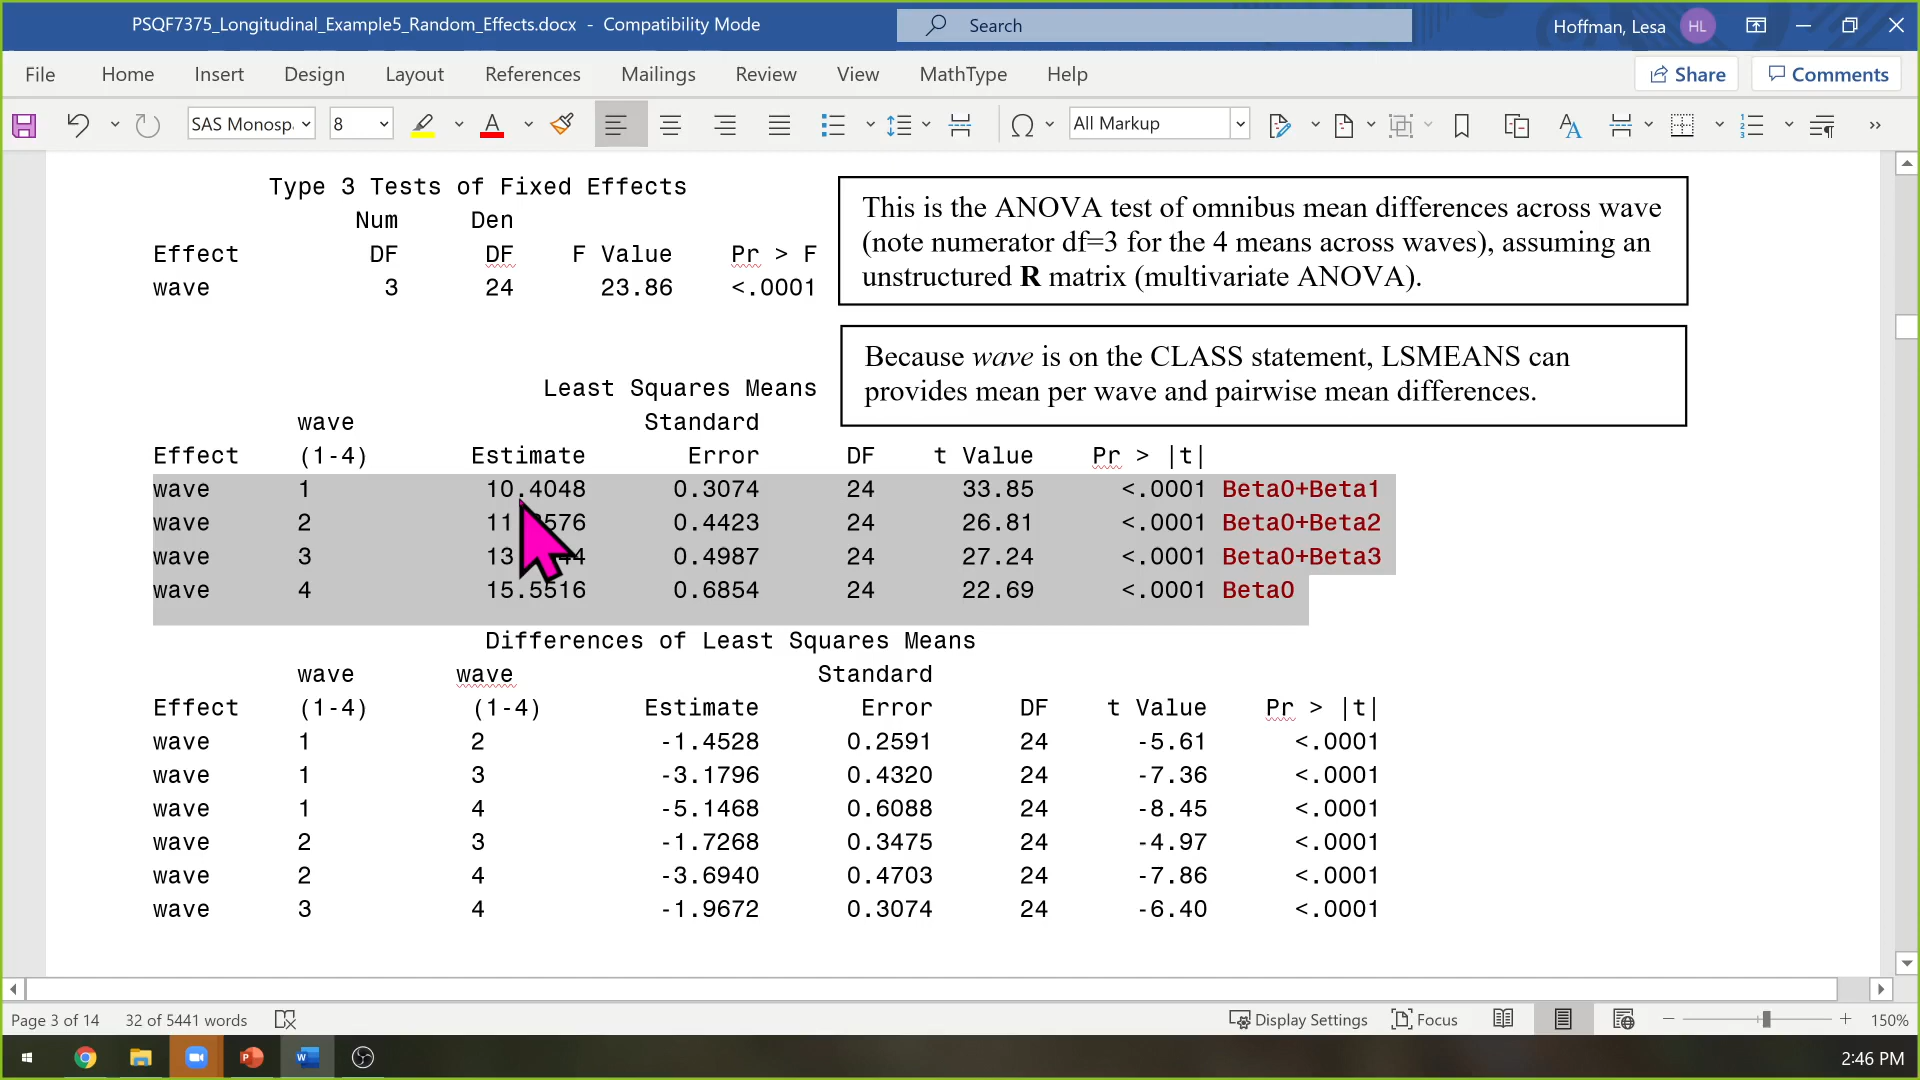 PSQF7375_Longitudinal_Example5_Random_Effects.docx - Compatibility Mode
Search
Hoffman, Lesa
HL
File Home Insert Design Layout References Mailings Review View MathType Help
Share
Comments
SAS Monosp
8
All Markup
Type 3 Tests of Fixed Effects
Num Den
Effect DF DF F Value Pr > F
wave 3 24 23.86 <.0001
This is the ANOVA test of omnibus mean differences across wave
(note numerator df=3 for the 4 means across waves), assuming an
unstructured R matrix (multivariate ANOVA).
Because wave is on the CLASS statement, LSMEANS can
provides mean per wave and pairwise mean differences.
Least Squares Means
wave Standard
Effect (1-4) Estimate Error DF t Value Pr > |t|
wave 1 10.4048 0.3074 24 33.85 <.0001 Beta0+Beta1
wave 2 0.4423 24 26.81 <.0001 Beta0+Beta2
wave 3 0.4987 24 27.24 <.0001 Beta0+Beta3
wave 4 15.5516 0.6854 24 22.69 <.0001 Beta0
Differences of Least Squares Means
wave wave Standard
Effect (1-4) (1-4) Estimate Error DF t Value Pr > |t|
wave 1 2 -1.4528 0.2591 24 -5.61 <.0001
wave 1 3 -3.1796 0.4320 24 -7.36 <.0001
wave 1 4 -5.1468 0.6088 24 -8.45 <.0001
wave 2 3 -1.7268 0.3475 24 -4.97 <.0001
wave 2 4 -3.6940 0.4703 24 -7.86 <.0001
wave 3 4 -1.9672 0.3074 24 -6.40 <.0001
Page 3 of 14 32 of 5441 words
Display Settings
Focus
150%
2:46 PM